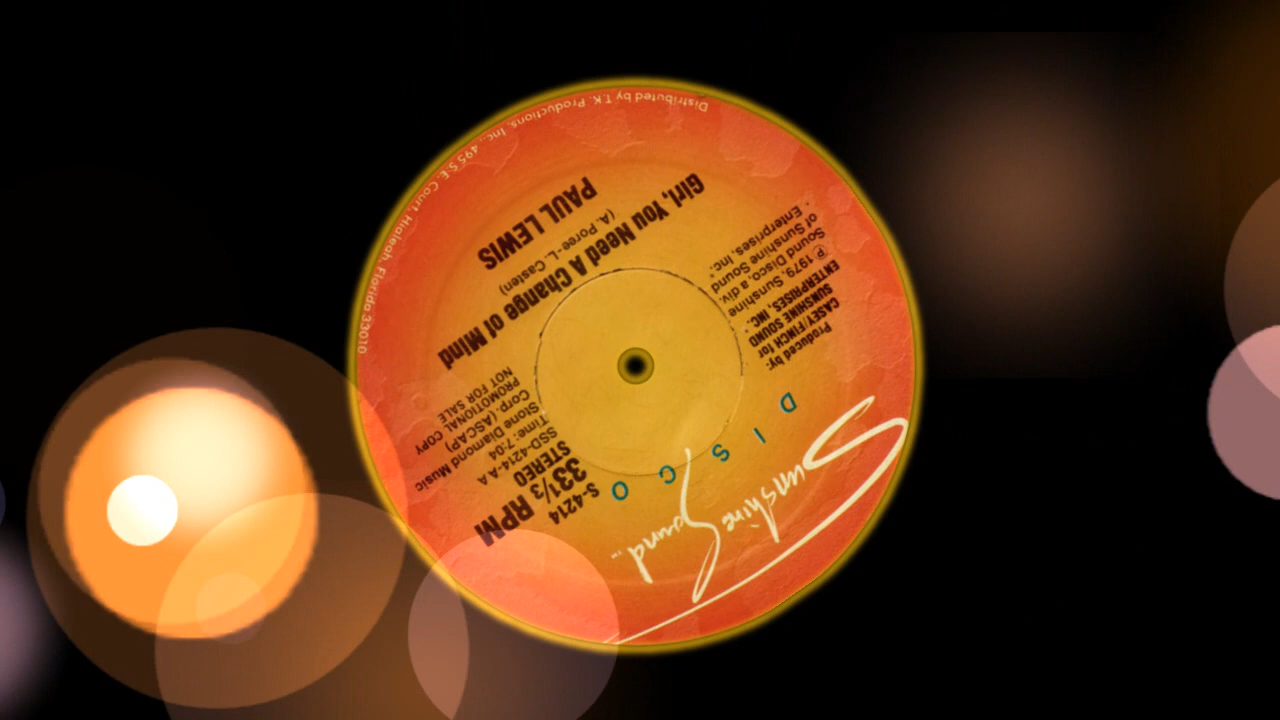 Sunshine Sound...
DISCO
S-4214
33⅓ RPM
STEREO
SSD-4214-A A
Time: 7:04
Stone Diamond Music
Corp. (ASCAP)
PROMOTIONAL COPY
NOT FOR SALE
Produced by:
CASEY/FINCH for
SUNSHINE SOUND
ENTERPRISES, INC.
Ⓟ 1979, Sunshine
Sound Disco, a div.
of Sunshine Sound
Enterprises, Inc.
Girl, You Need A Change of Mind
(A. Poree-L. Caston)
PAUL LEWIS
Distributed by T.K. Productions, Inc., 495 S.E. Court, Hialeah, Florida 33010